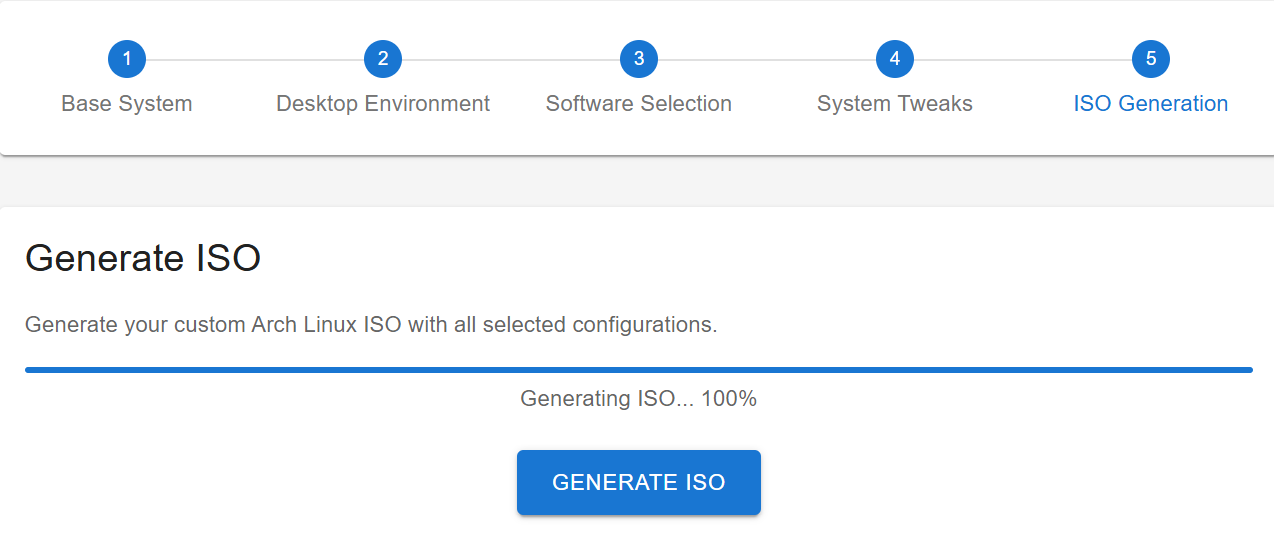 1 2 3 4 5
Base System Desktop Environment Software Selection System Tweaks ISO Generation
Generate ISO
Generate your custom Arch Linux ISO with all selected configurations.
Generating ISO... 100%
GENERATE ISO